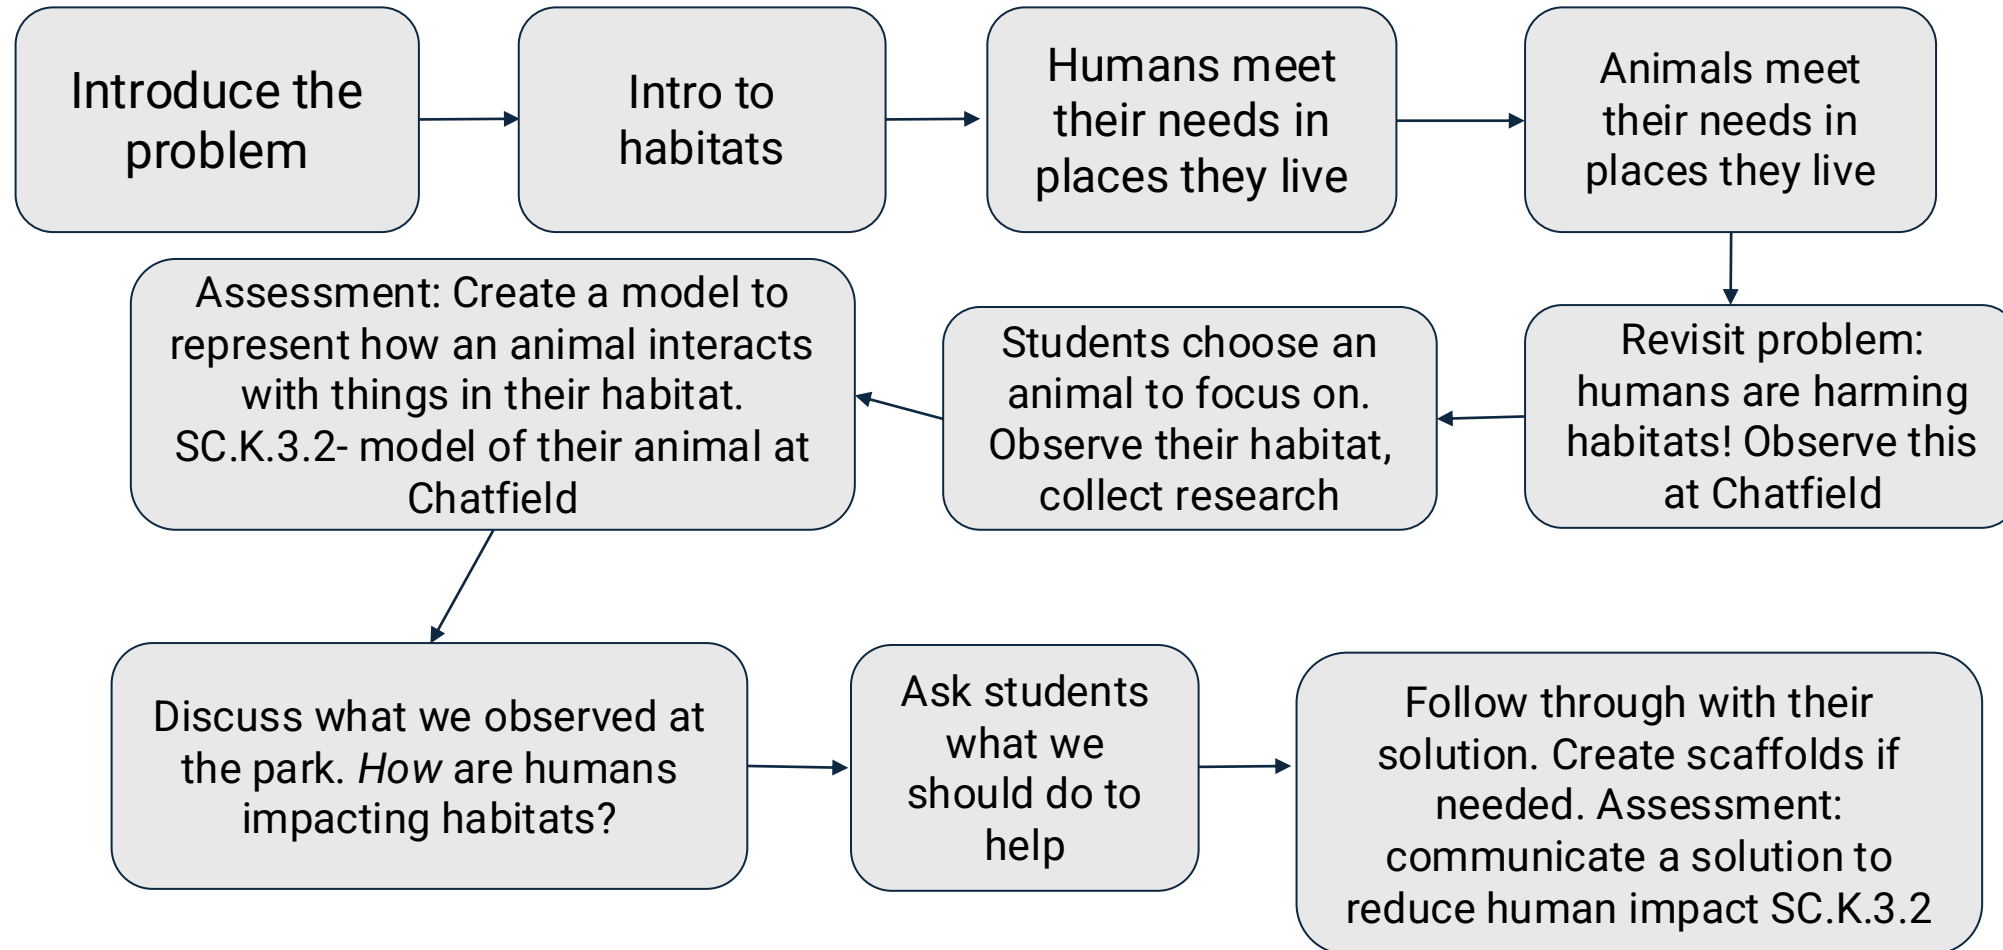 Introduce the
problem
Intro to
habitats
Humans meet
their needs in
places they live
Animals meet
their needs in
places they live
Revisit problem:
humans are harming
habitats! Observe this
at Chatfield
Students choose an
animal to focus on.
Observe their habitat,
collect research
Assessment: Create a model to
represent how an animal interacts
with things in their habitat.
SC.K.3.2- model of their animal at
Chatfield
Discuss what we observed at
the park. How are humans
impacting habitats?
Ask students
what we
should do to
help
Follow through with their
solution. Create scaffolds if
needed. Assessment:
communicate a solution to
reduce human impact SC.K.3.2